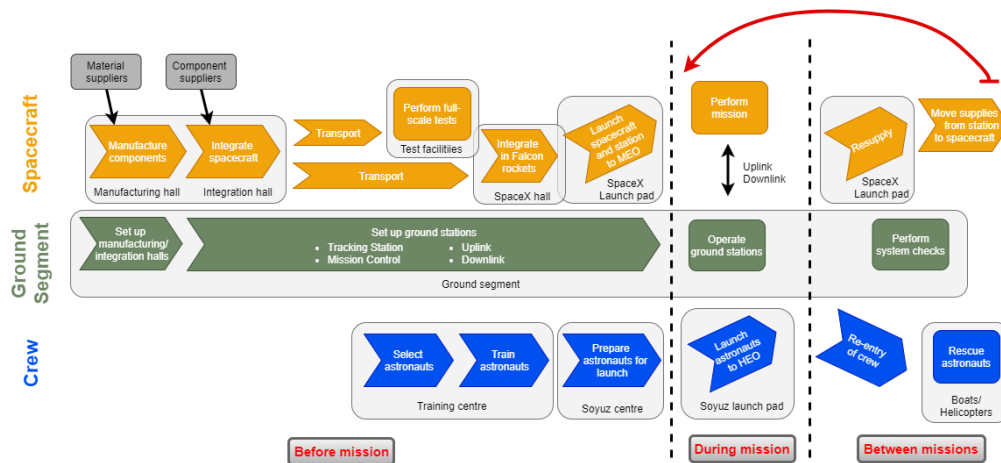 Material
suppliers
Component
suppliers
Spacecraft
Manufacture
components
Integrate
spacecraft
Manufacturing hall
Integration hall
Transport
Transport
Perform full-
scale tests
Test facilitiies
Integrate
in Falcon
rockets
SpaceX hall
Launch
spacecraft
and station
to MEO
SpaceX
Launch pad
Perform
mission
Uplink
Downlink
Resupply
SpaceX
Launch pad
Move supplies
from station
to spacecraft
Ground
Segment
Set up
manufacturing/
integration halls
Set up ground stations
• Tracking Station
• Mission Control
• Uplink
• Downlink
Operate
ground stations
Perform
system checks
Ground segment
Crew
Select
astronauts
Train
astronauts
Training centre
Prepare
astronauts for
launch
Soyuz centre
Launch
astronauts
to HEO
Soyuz launch pad
Re-entry
of crew
Rescue
astronauts
Boats/
Helicopters
Before mission
During mission
Between missions